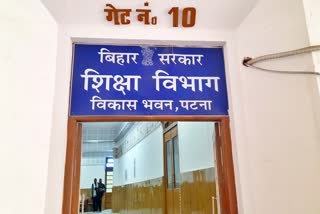 गेट नं० 10
बिहार सरकार
शिक्षा विभाग
विकास भवन, पटना